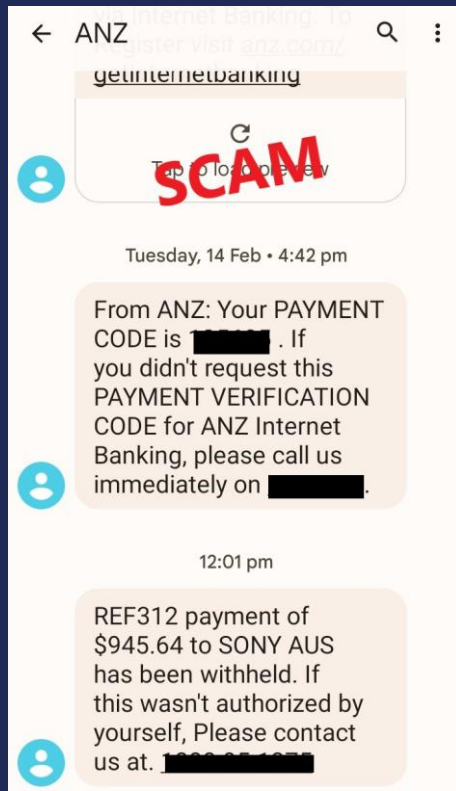 ANZ
via Internet Banking. To
Register visit anz.com/
getinternetbanking
Tap to load preview
SCAM
Tuesday, 14 Feb • 4:42 pm
From ANZ: Your PAYMENT
CODE is . If
you didn't request this
PAYMENT VERIFICATION
CODE for ANZ Internet
Banking, please call us
immediately on .
12:01 pm
REF312 payment of
$945.64 to SONY AUS
has been withheld. If
this wasn't authorized by
yourself, Please contact
us at.